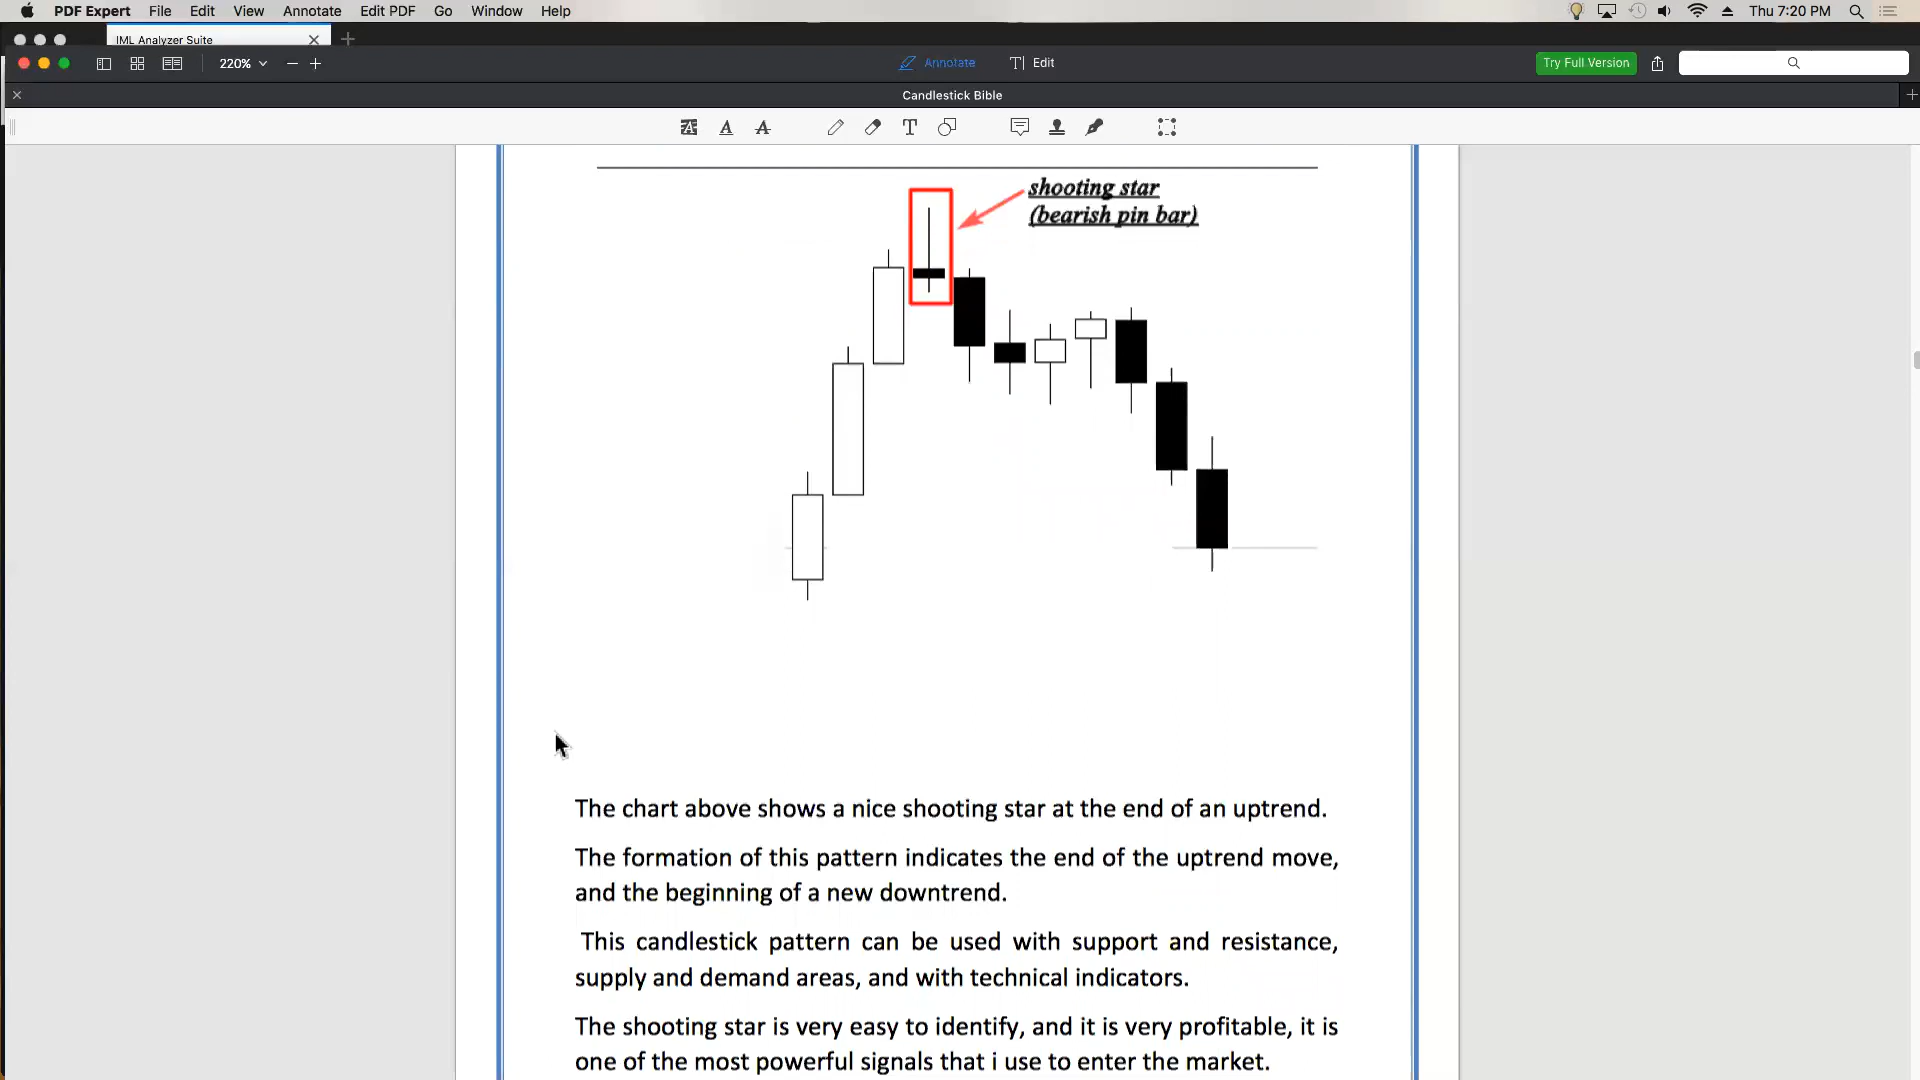 PDF Expert File Edit View Annotate Edit PDF Go Window Help Thu 7:20 PM
IML Analyzer Suite
220% Annotate T Edit Try Full Version
Candlestick Bible
A A A T
shooting star
(bearish pin bar)
The chart above shows a nice shooting star at the end of an uptrend.
The formation of this pattern indicates the end of the uptrend move,
and the beginning of a new downtrend.
This candlestick pattern can be used with support and resistance,
supply and demand areas, and with technical indicators.
The shooting star is very easy to identify, and it is very profitable, it is
one of the most powerful signals that i use to enter the market.